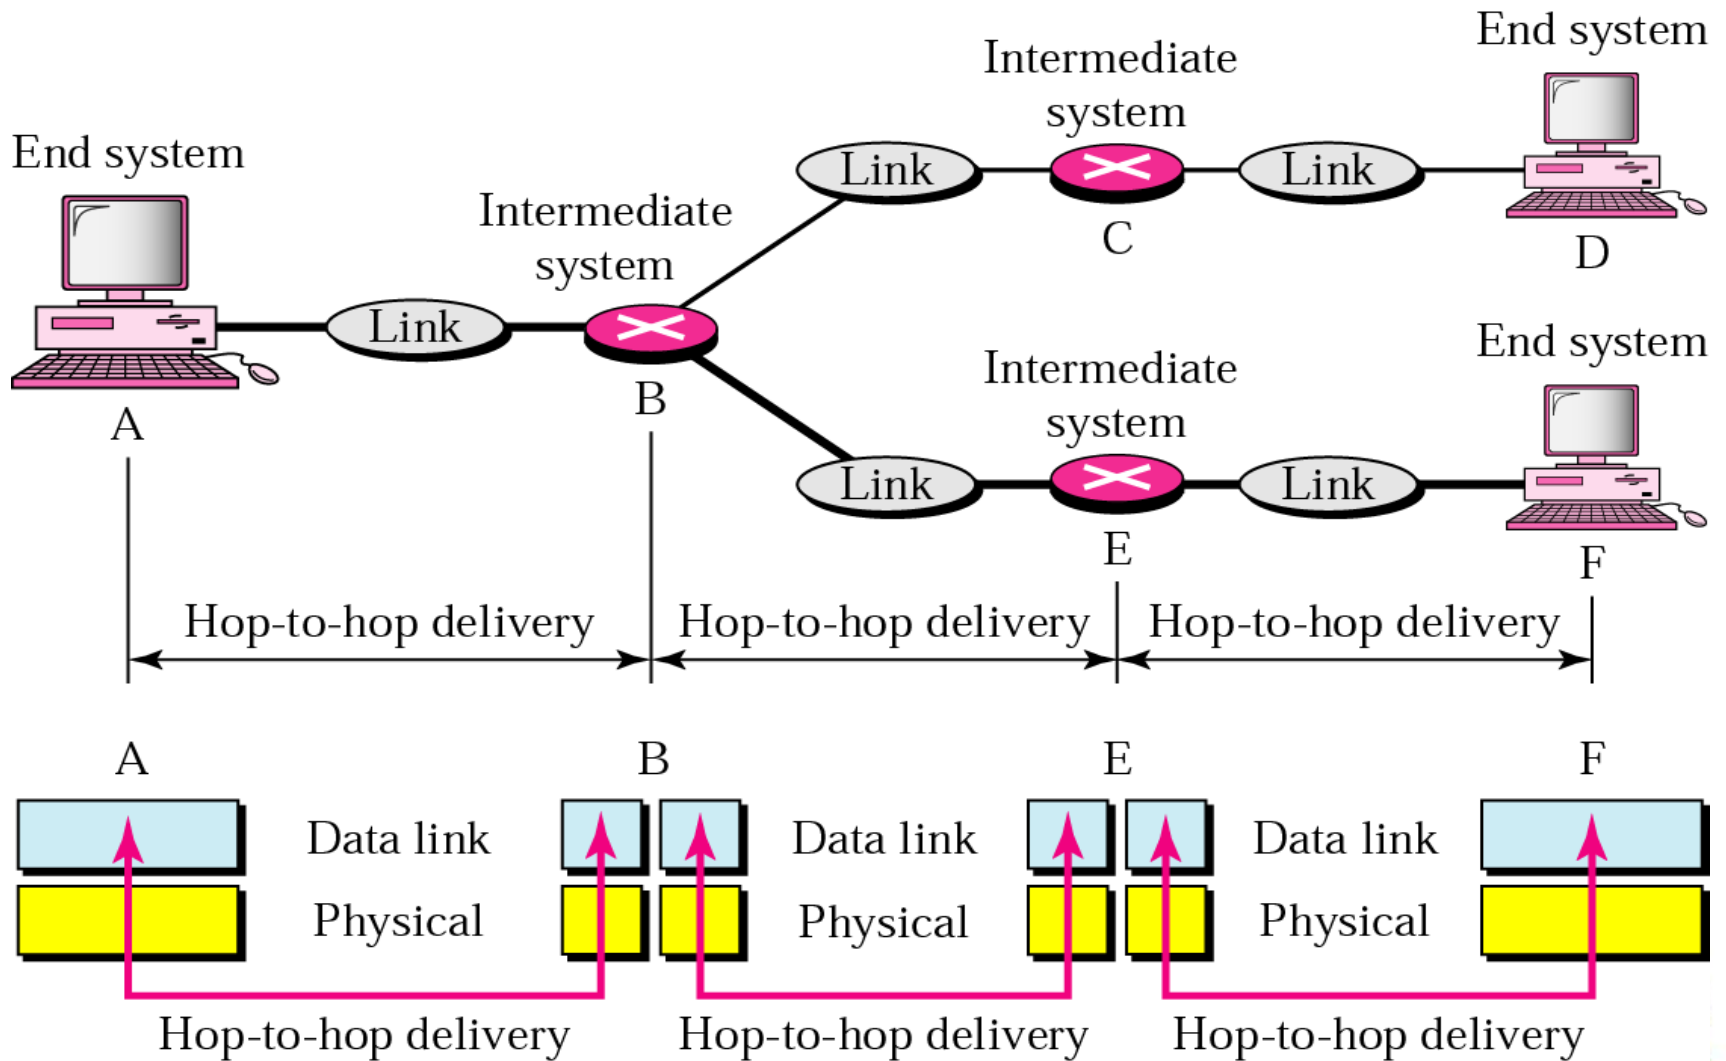 End system
Intermediate
system
End system
Link
C
Link
D
Intermediate
system
End system
Link
B
A
Intermediate
system
End system
Link
E
Link
F
Hop-to-hop delivery
Hop-to-hop delivery
Hop-to-hop delivery
A
B
E
F
Data link
Data link
Data link
Physical
Physical
Physical
Hop-to-hop delivery
Hop-to-hop delivery
Hop-to-hop delivery